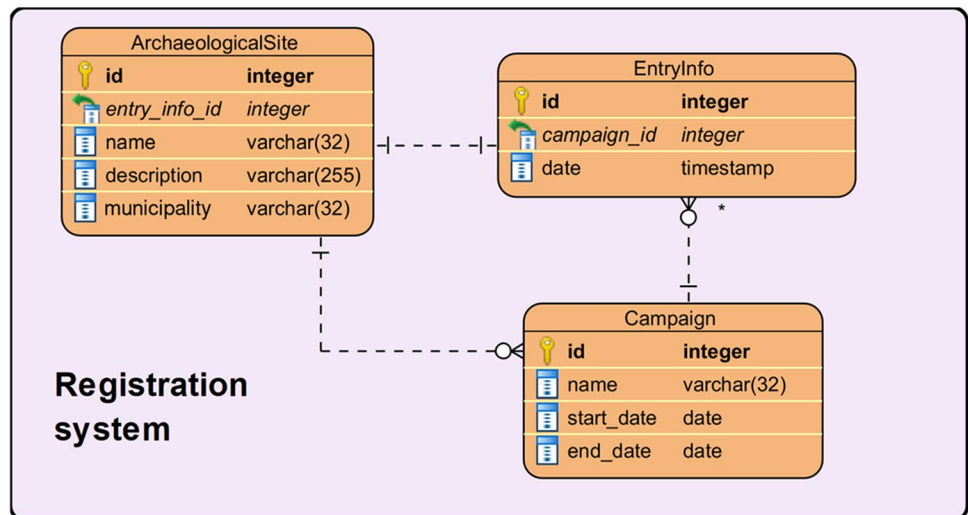 ArchaeologicalSite
id integer
entry_info_id integer
name varchar(32)
description varchar(255)
municipality varchar(32)
EntryInfo
id integer
campaign_id integer
date timestamp
*
Campaign
id integer
name varchar(32)
start_date date
end_date date
Registration
system